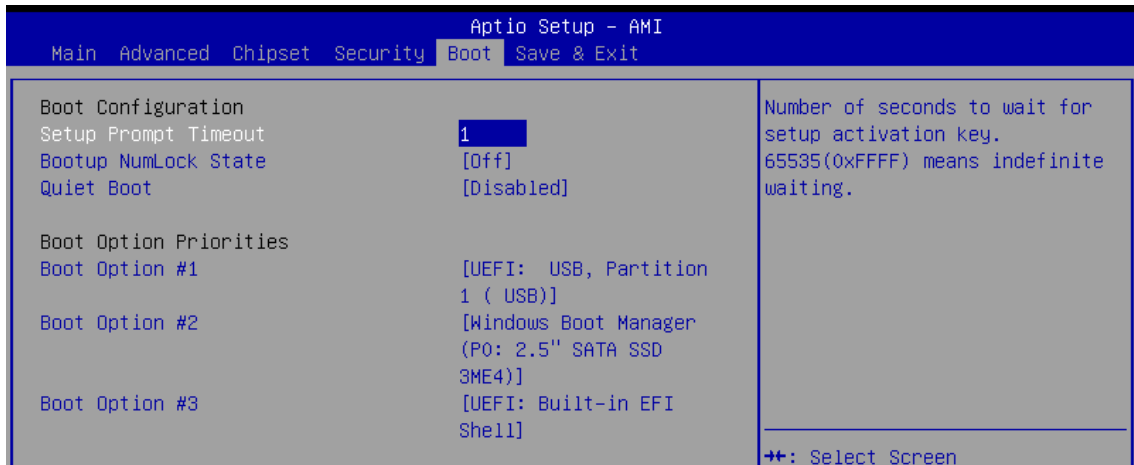 Aptio Setup – AMI
Main Advanced Chipset Security Boot Save & Exit
Boot Configuration
Setup Prompt Timeout 1
Bootup NumLock State [Off]
Quiet Boot [Disabled]
Boot Option Priorities
Boot Option #1 [UEFI: USB, Partition
1 ( USB)]
Boot Option #2 [Windows Boot Manager
(P0: 2.5" SATA SSD
3ME4)]
Boot Option #3 [UEFI: Built-in EFI
Shell]
Number of seconds to wait for
setup activation key.
65535(0xFFFF) means indefinite
waiting.
→←: Select Screen